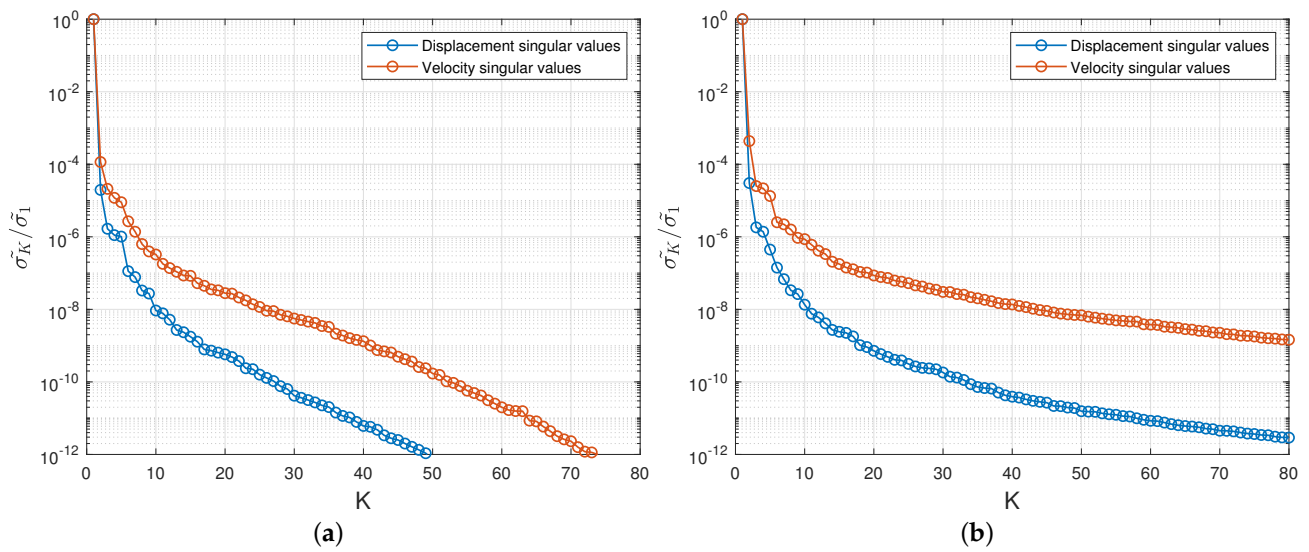 10^0
10^-2
10^-4
10^-6
10^-8
10^-10
10^-12
σ̃_K/σ̃_1
0 10 20 30 40 50 60 70 80
K
Displacement singular values
Velocity singular values
(a)
10^0
10^-2
10^-4
10^-6
10^-8
10^-10
10^-12
σ̃_K/σ̃_1
0 10 20 30 40 50 60 70 80
K
Displacement singular values
Velocity singular values
(b)